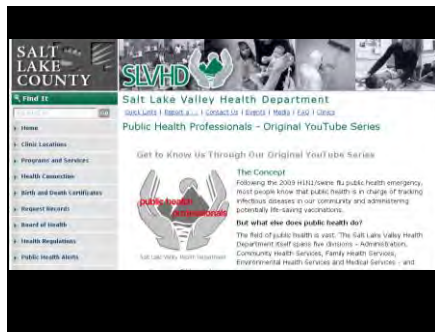 SALT
LAKE
COUNTY
SLVHD
Find It
Home
Clinic Locations
Programs and Services
Health Connection
Birth and Death Certificates
Request Records
Board of Health
Health Regulations
Public Health Alerts
Salt Lake Valley Health Department
Quick Links | Report a ... | Contact Us | Events | Media | FAQ | Clinics
Public Health Professionals - Original YouTube Series
Get to Know Us Through Our Original YouTube Series
public health
professionals
Salt Lake Valley Health Department
The Concept
Following the 2009 H1N1/swine flu public health emergency,
most people know that public health is in charge of tracking
infectious diseases in our community and administering
potentially life-saving vaccinations.
But what else does public health do?
The field of public health is vast. The Salt Lake Valley Health
Department itself spans five divisions - Administration,
Community Health Services, Family Health Services,
Environmental Health Services and Medical Services - and